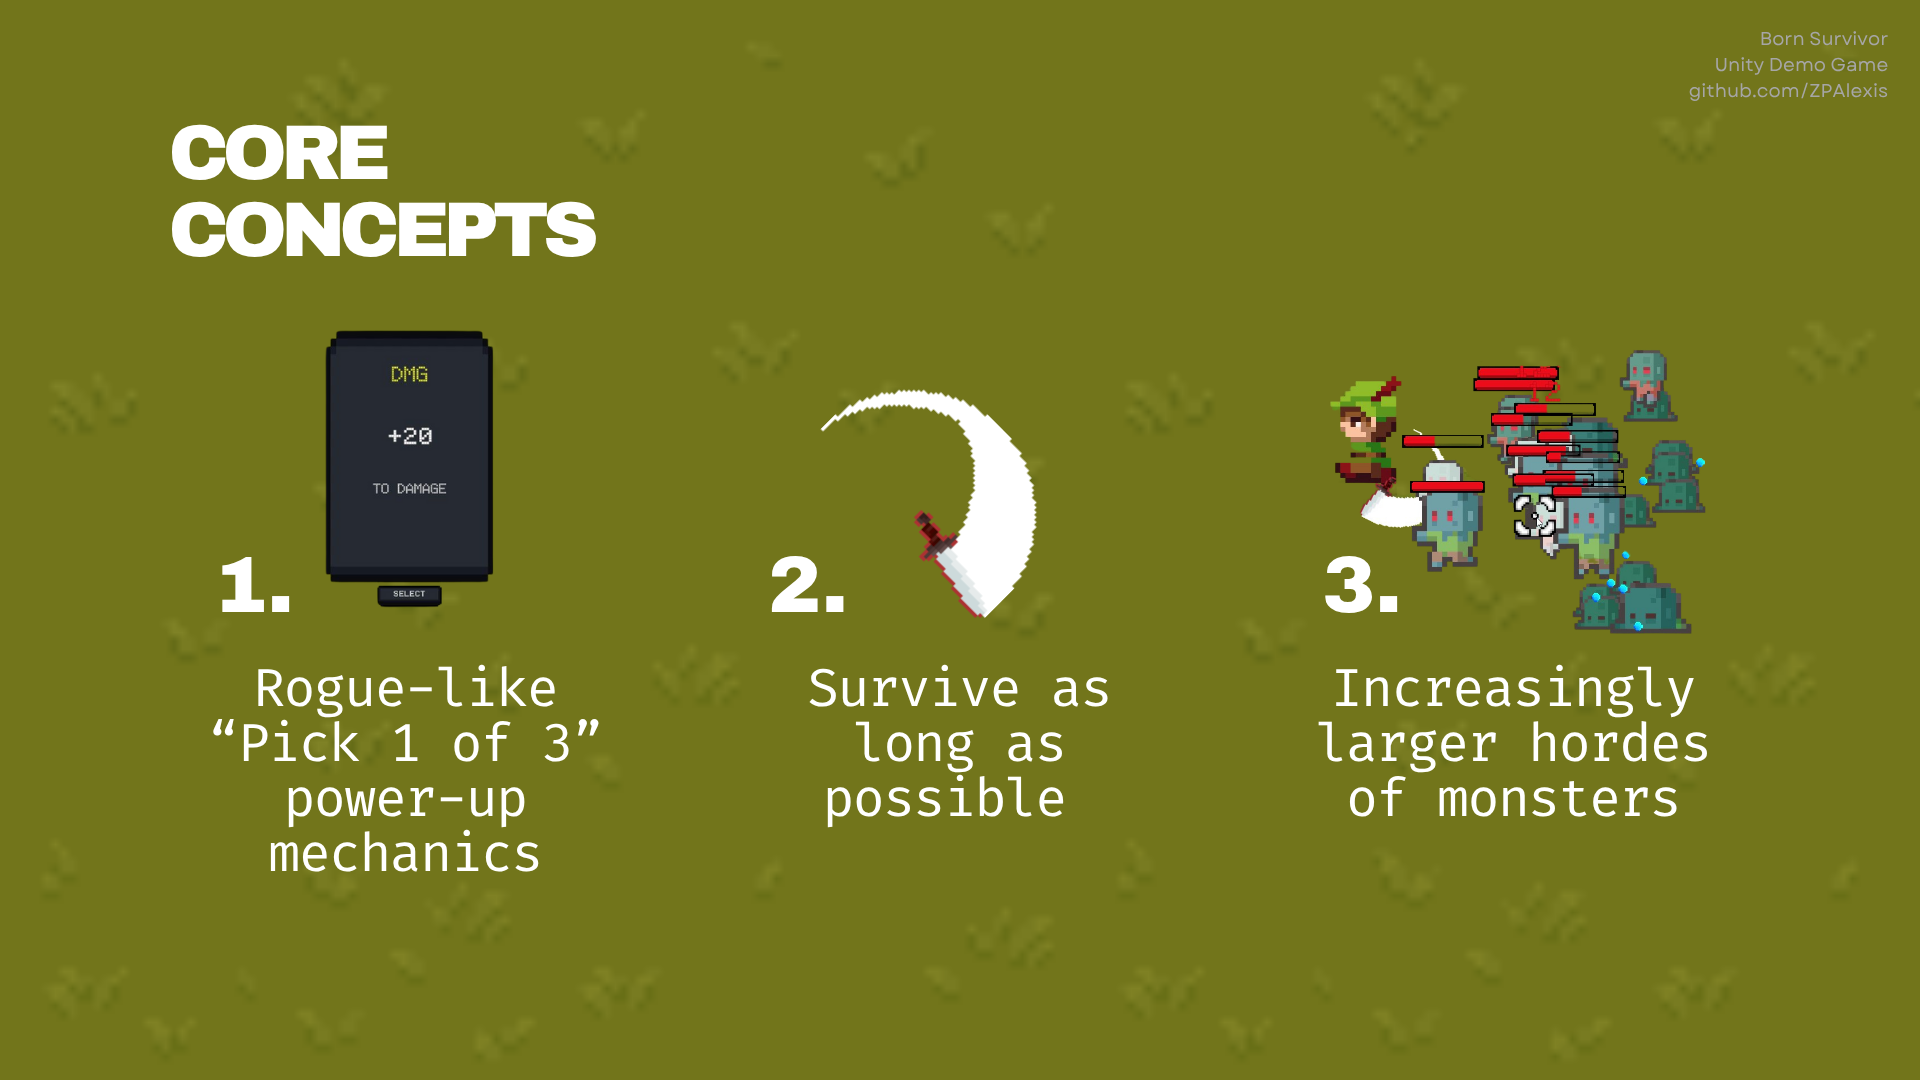 Born Survivor
Unity Demo Game
github.com/ZPAlexis
CORE
CONCEPTS
DMG
+20
TO DAMAGE
SELECT
1.
Rogue-like
“Pick 1 of 3”
power-up
mechanics
2.
Survive as
long as
possible
12
3.
Increasingly
larger hordes
of monsters